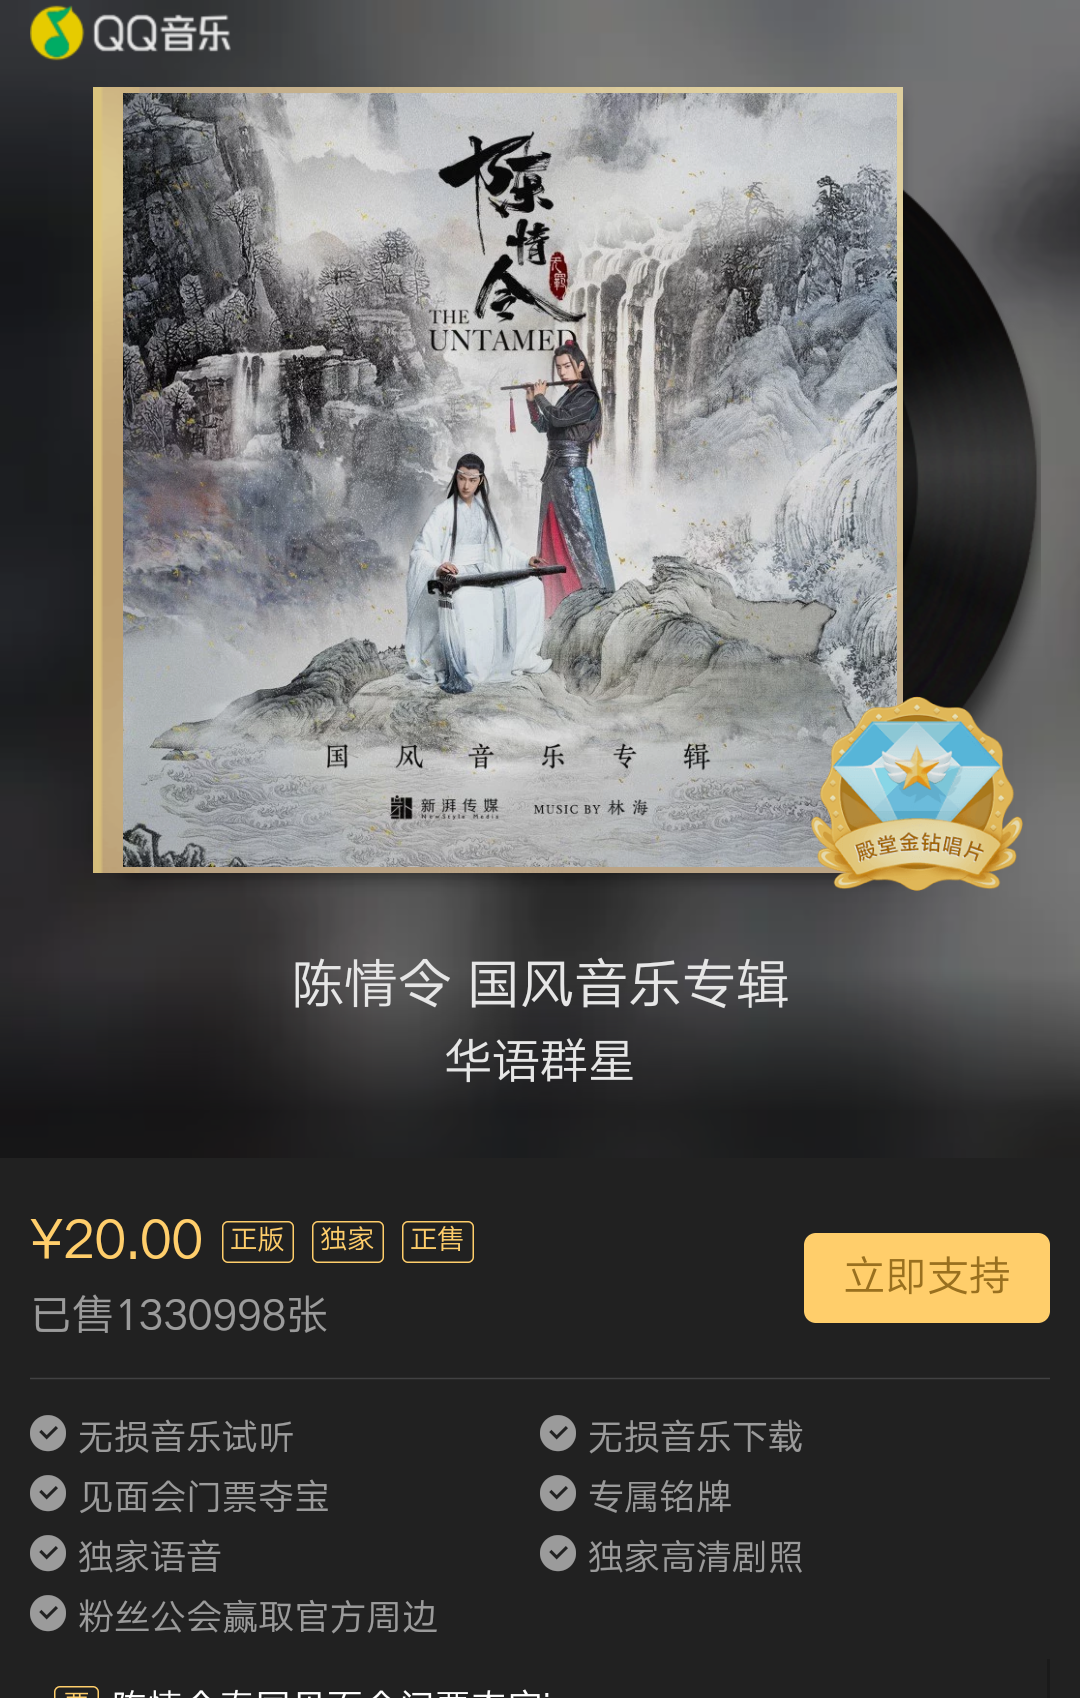 QQ音乐
陈情令
无羁
THE
UNTAMED
国风音乐专辑
新湃传媒
NewStyle Media
MUSIC BY 林海
殿堂金钻唱片
陈情令 国风音乐专辑
华语群星
¥20.00 正版 独家 正售
立即支持
已售1330998张
无损音乐试听 无损音乐下载
见面会门票夺宝 专属铭牌
独家语音 独家高清剧照
粉丝公会赢取官方周边